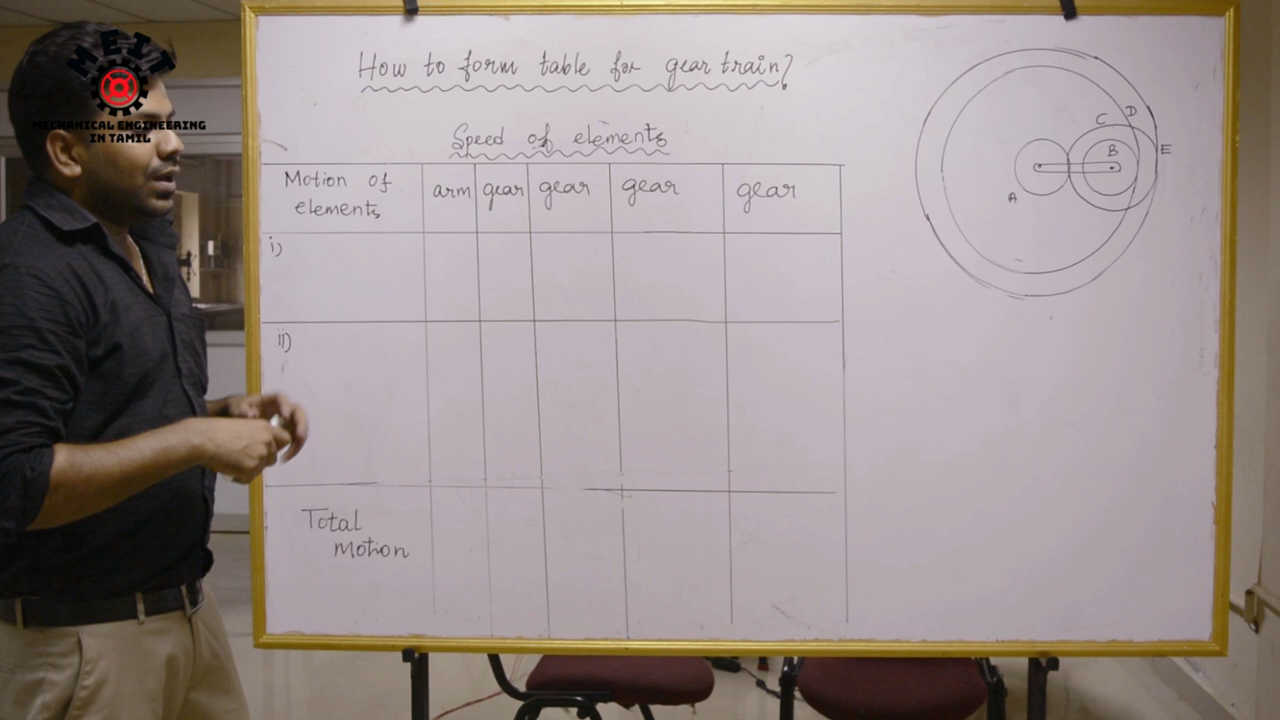 MEIT
MECHANICAL ENGINEERING
IN TAMIL
How to form table for gear train?
Speed of elements
Motion of
elements
arm
gear
gear
gear
gear
i)
ii)
Total
Motion
C
D
B
E
A